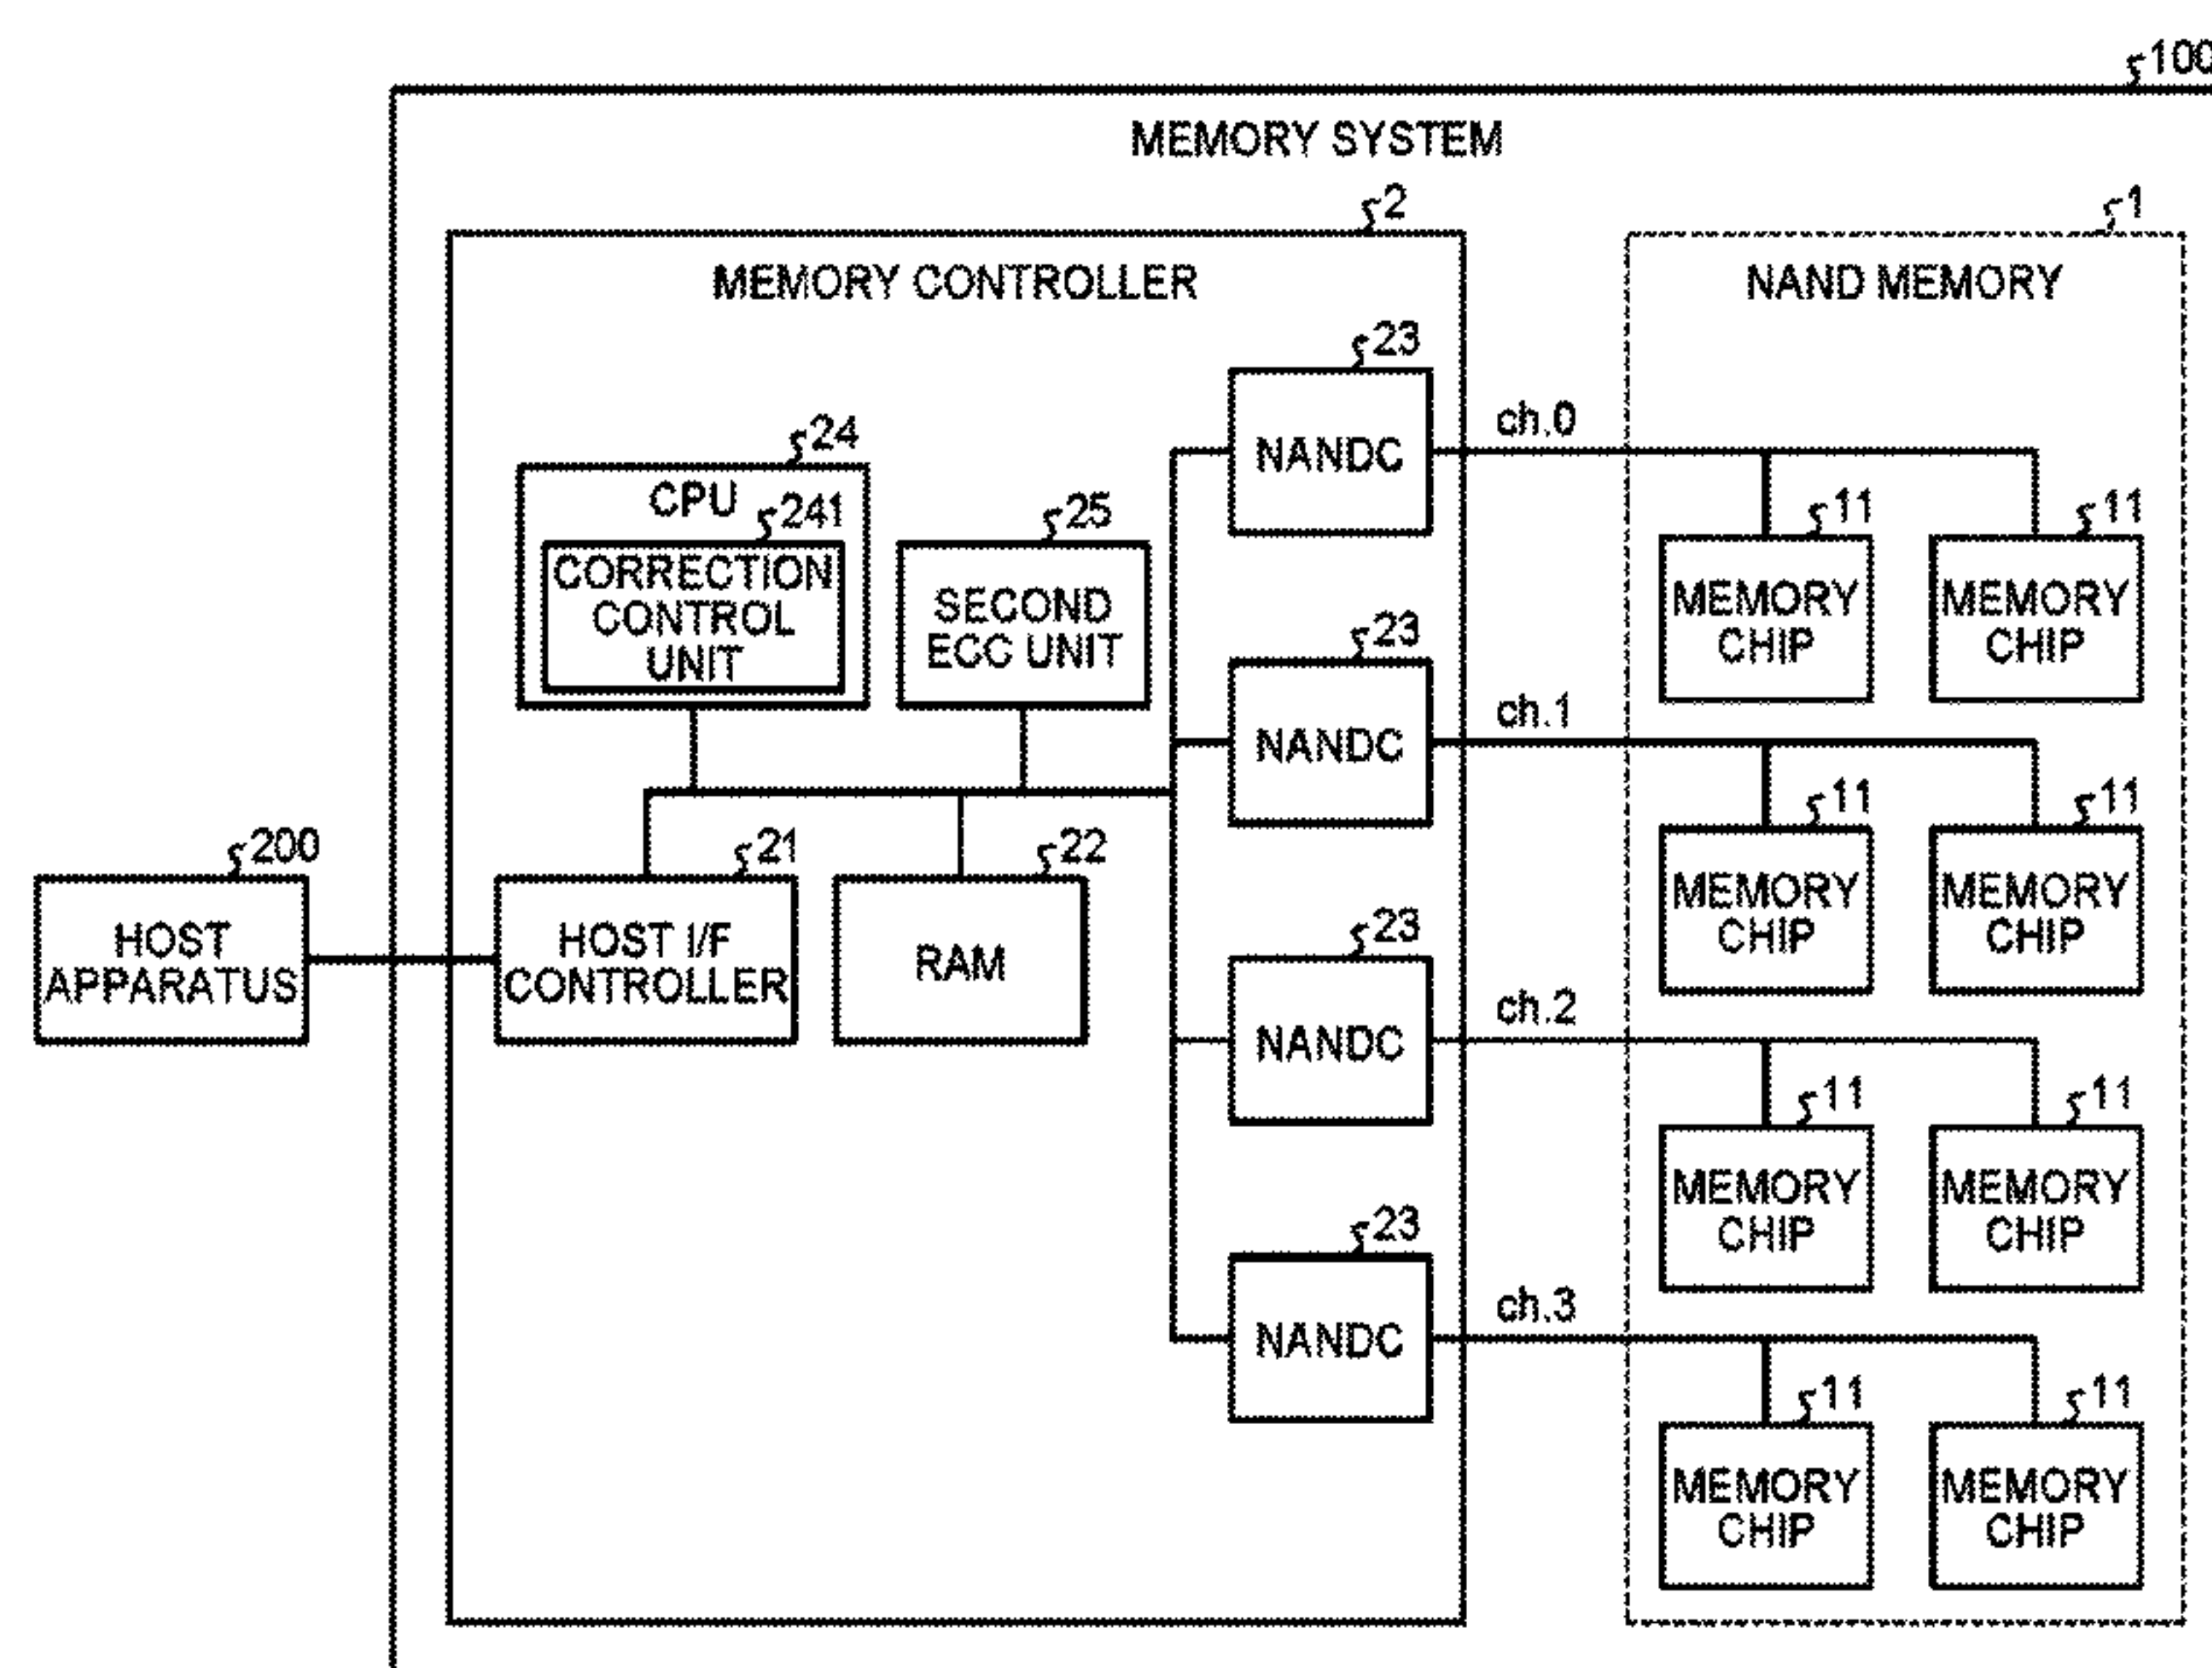 100
MEMORY SYSTEM
2
1
MEMORY CONTROLLER
NAND MEMORY
23
NANDC
ch.0
24
CPU
241
CORRECTION
CONTROL
UNIT
25
SECOND
ECC UNIT
11
MEMORY
CHIP
11
MEMORY
CHIP
23
NANDC
ch.1
11
MEMORY
CHIP
11
MEMORY
CHIP
200
HOST
APPARATUS
21
HOST I/F
CONTROLLER
22
RAM
23
NANDC
ch.2
11
MEMORY
CHIP
11
MEMORY
CHIP
23
NANDC
ch.3
11
MEMORY
CHIP
11
MEMORY
CHIP